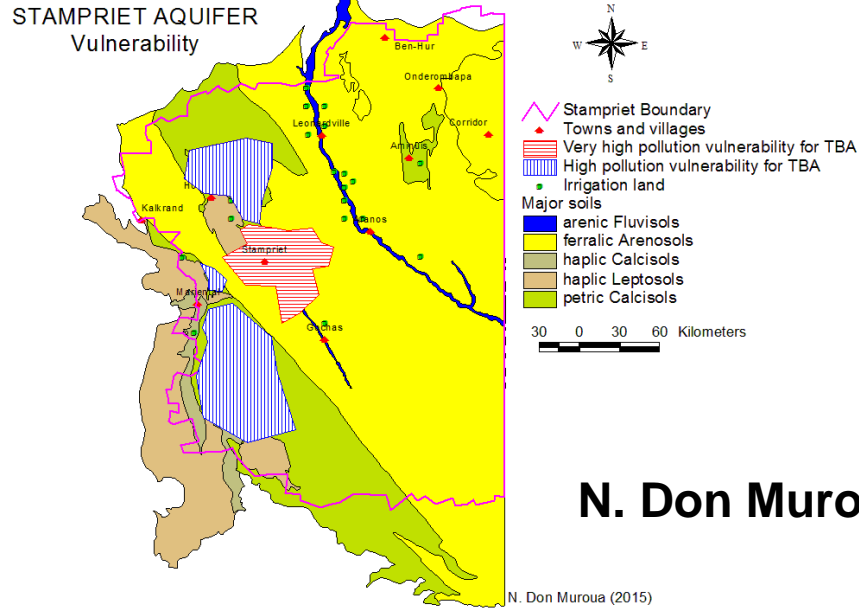 STAMPRIET AQUIFER
Vulnerability
N
W E
S
Ben-Hur
Onderombapa
Leonardville
Corridor
Aminuis
Kalkrand
Stampriet
Gochas
Stampriet Boundary
Towns and villages
Very high pollution vulnerability for TBA
High pollution vulnerability for TBA
Irrigation land
Major soils
arenic Fluvisols
ferralic Arenosols
haplic Calcisols
haplic Leptosols
petric Calcisols
30 0 30 60 Kilometers
N. Don Muro
N. Don Muroua (2015)